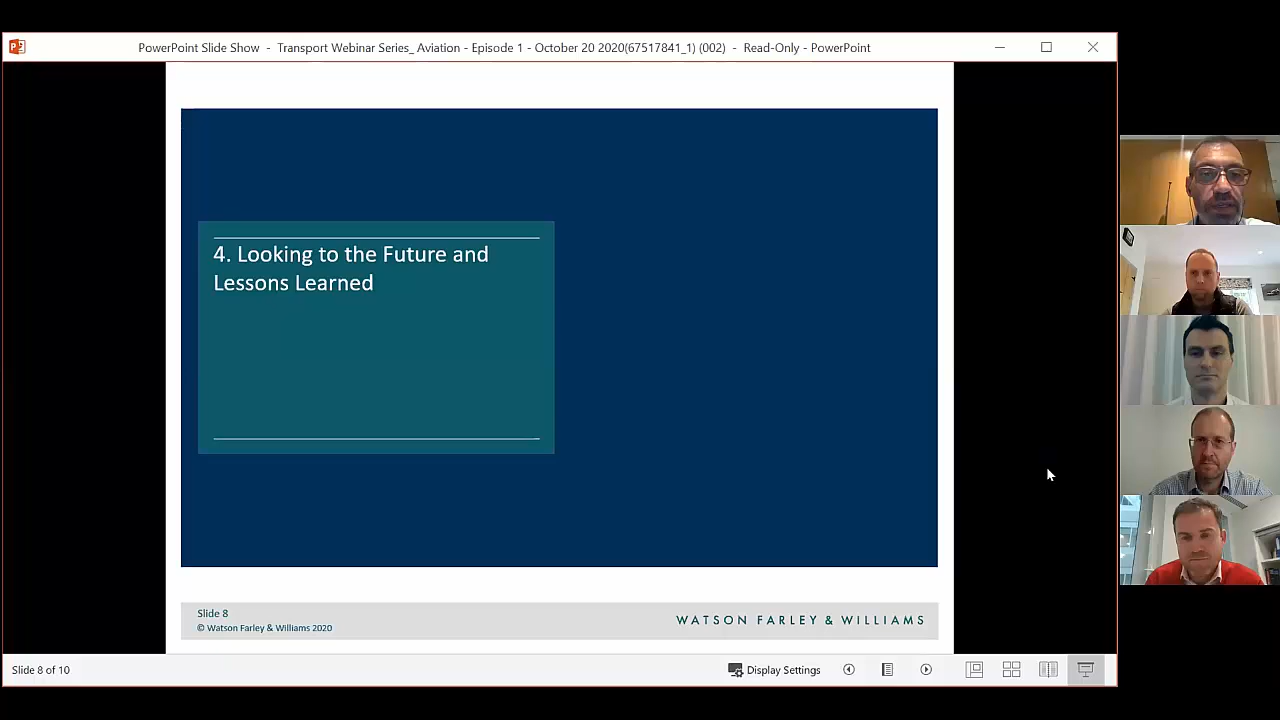 PowerPoint Slide Show - Transport Webinar Series_ Aviation - Episode 1 - October 20 2020(67517841_1) (002) - Read-Only - PowerPoint
4. Looking to the Future and
Lessons Learned
Slide 8
© Watson Farley & Williams 2020
WATSON FARLEY & WILLIAMS
Slide 8 of 10
Display Settings